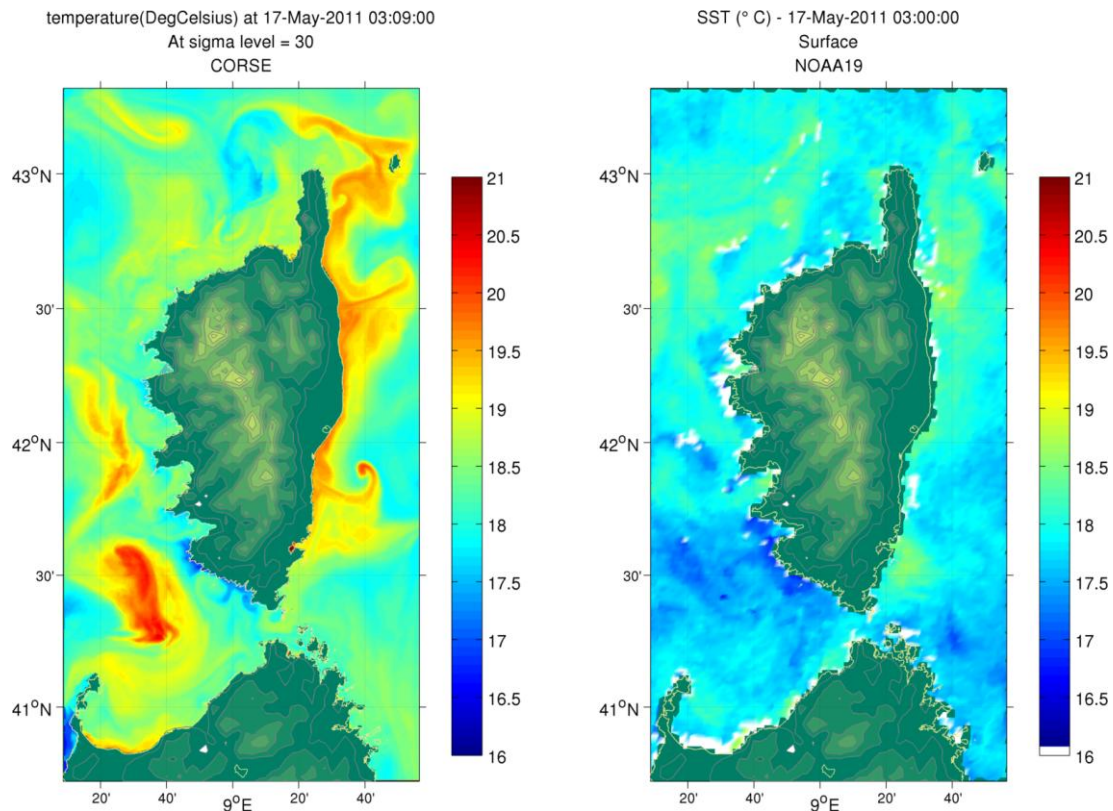 temperature(DegCelsius) at 17-May-2011 03:09:00
At sigma level = 30
CORSE
43°N
30'
42°N
30'
41°N
20'
40'
9°E
20'
40'
21
20.5
20
19.5
19
18.5
18
17.5
17
16.5
16
SST (° C) - 17-May-2011 03:00:00
Surface
NOAA19
43°N
30'
42°N
30'
41°N
20'
40'
9°E
20'
40'
21
20.5
20
19.5
19
18.5
18
17.5
17
16.5
16